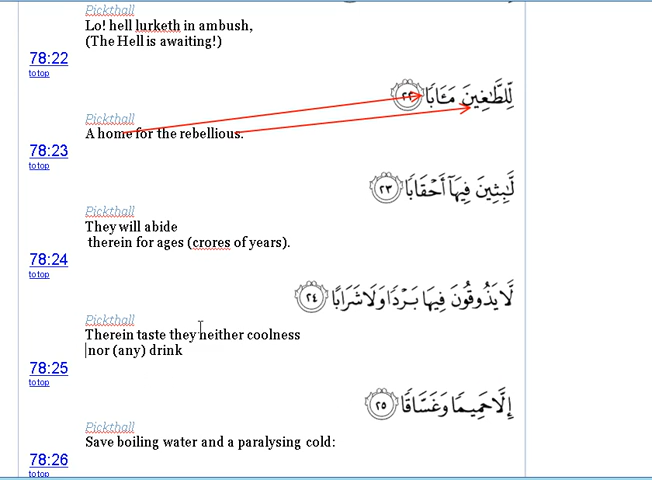 Pickthall
Lo! hell lurketh in ambush,
(The Hell is awaiting!)
78:22
to top
لِّلطَّٰغِينَ مَـَٔابًا ٢٢
Pickthall
A home for the rebellious.
78:23
to top
لَّٰبِثِينَ فِيهَآ أَحْقَابًا ٢٣
Pickthall
They will abide
therein for ages (crores of years).
78:24
to top
لَّا يَذُوقُونَ فِيهَا بَرْدًا وَلَا شَرَابًا ٢٤
Pickthall
Therein taste they neither coolness
nor (any) drink
78:25
to top
إِلَّا حَمِيمًا وَغَسَّاقًا ٢٥
Pickthall
Save boiling water and a paralysing cold:
78:26
to top